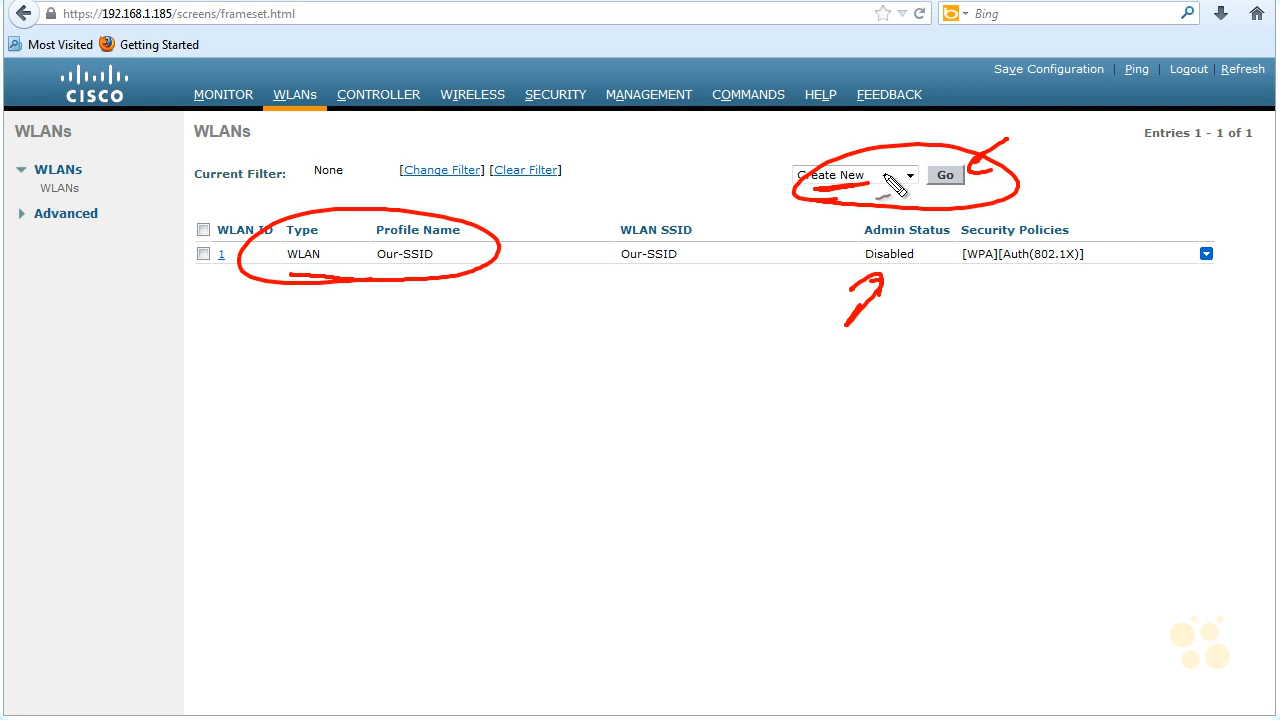 https://192.168.1.185/screens/frameset.html
Bing
Most Visited Getting Started
Save Configuration | Ping | Logout | Refresh
CISCO
MONITOR WLANs CONTROLLER WIRELESS SECURITY MANAGEMENT COMMANDS HELP FEEDBACK
WLANs
WLANs
WLANs
Advanced
WLANs
Entries 1 - 1 of 1
Current Filter: None [Change Filter] [Clear Filter]
Create New Go
WLAN ID Type Profile Name WLAN SSID Admin Status Security Policies
1 WLAN Our-SSID Our-SSID Disabled [WPA][Auth(802.1X)]